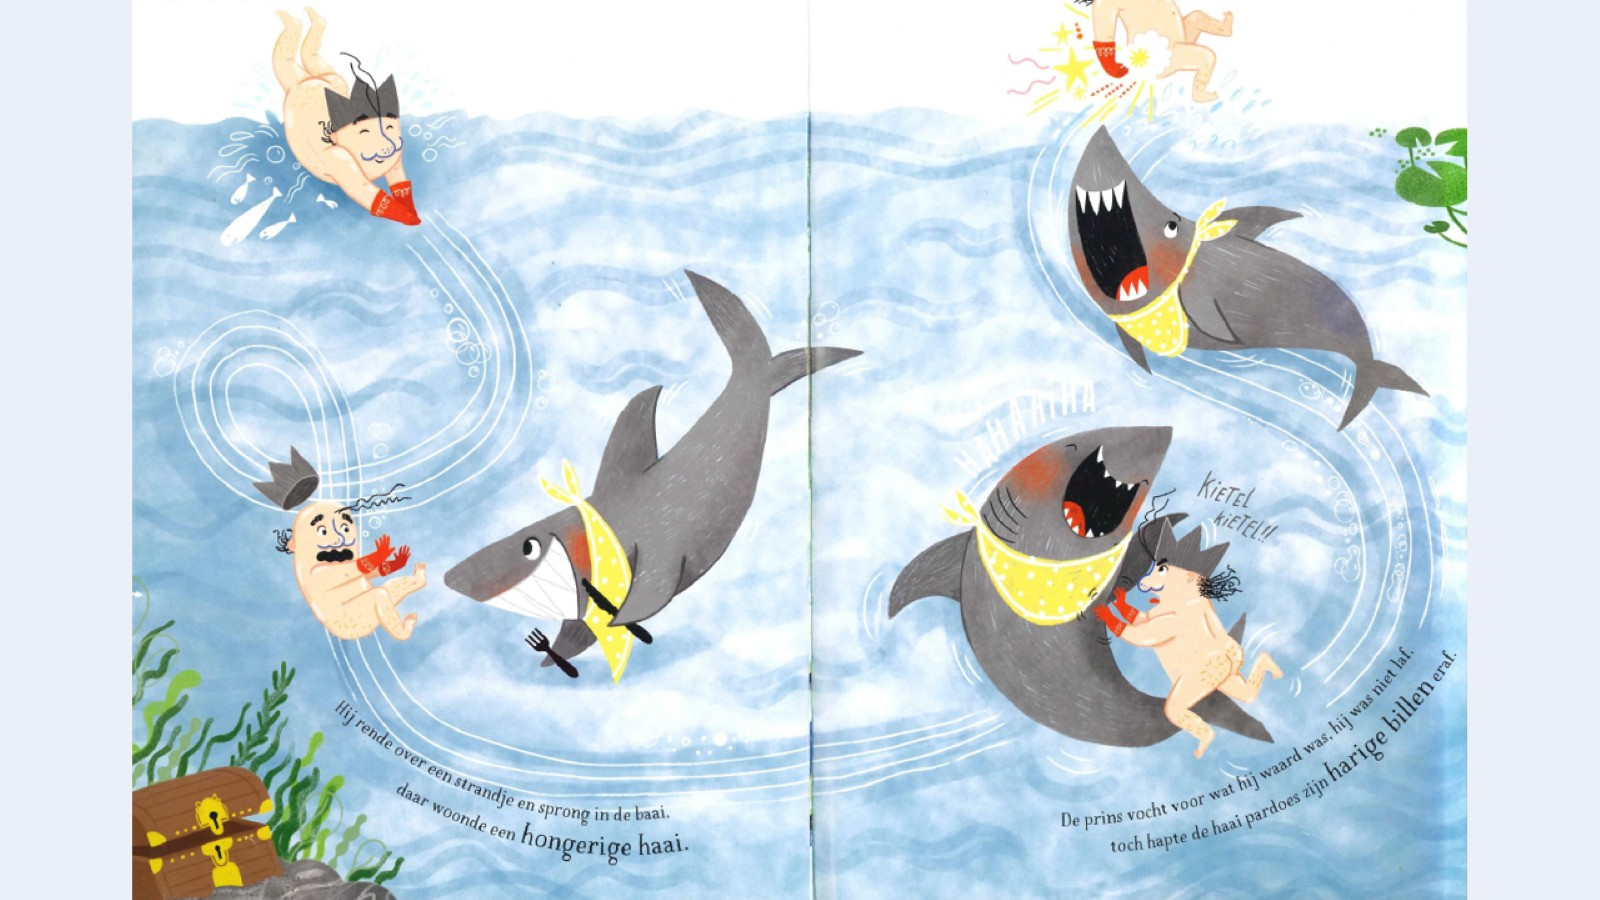 Hij rende over een strandje en sprong in de baai,
daar woonde een hongerige haai.
HAHAAAIHA
KIETEL
KIETEL!!
De prins vocht voor wat hij waard was, hij was niet laf,
toch hapte de haai pardoes zijn harige billen eraf.